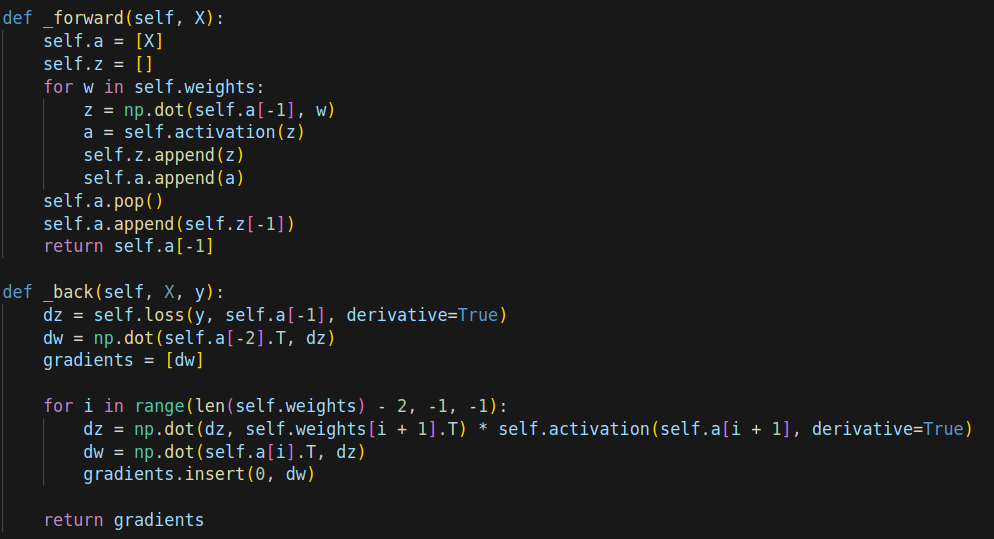 def _forward(self, X):
    self.a = [X]
    self.z = []
    for w in self.weights:
        z = np.dot(self.a[-1], w)
        a = self.activation(z)
        self.z.append(z)
        self.a.append(a)
    self.a.pop()
    self.a.append(self.z[-1])
    return self.a[-1]

def _back(self, X, y):
    dz = self.loss(y, self.a[-1], derivative=True)
    dw = np.dot(self.a[-2].T, dz)
    gradients = [dw]

    for i in range(len(self.weights) - 2, -1, -1):
        dz = np.dot(dz, self.weights[i + 1].T) * self.activation(self.a[i + 1], derivative=True)
        dw = np.dot(self.a[i].T, dz)
        gradients.insert(0, dw)

    return gradients